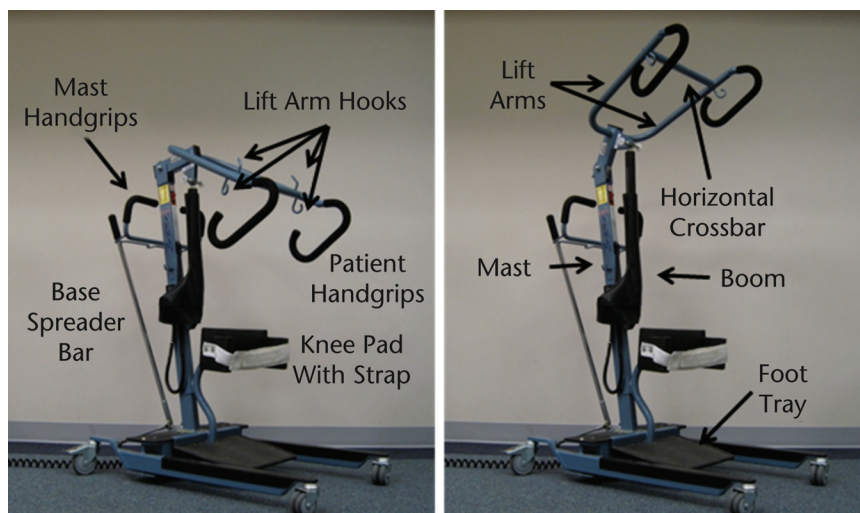 Mast
Handgrips
Lift Arm Hooks
Base
Spreader
Bar
Patient
Handgrips
Knee Pad
With Strap
Lift
Arms
Horizontal
Crossbar
Mast
Boom
Foot
Tray